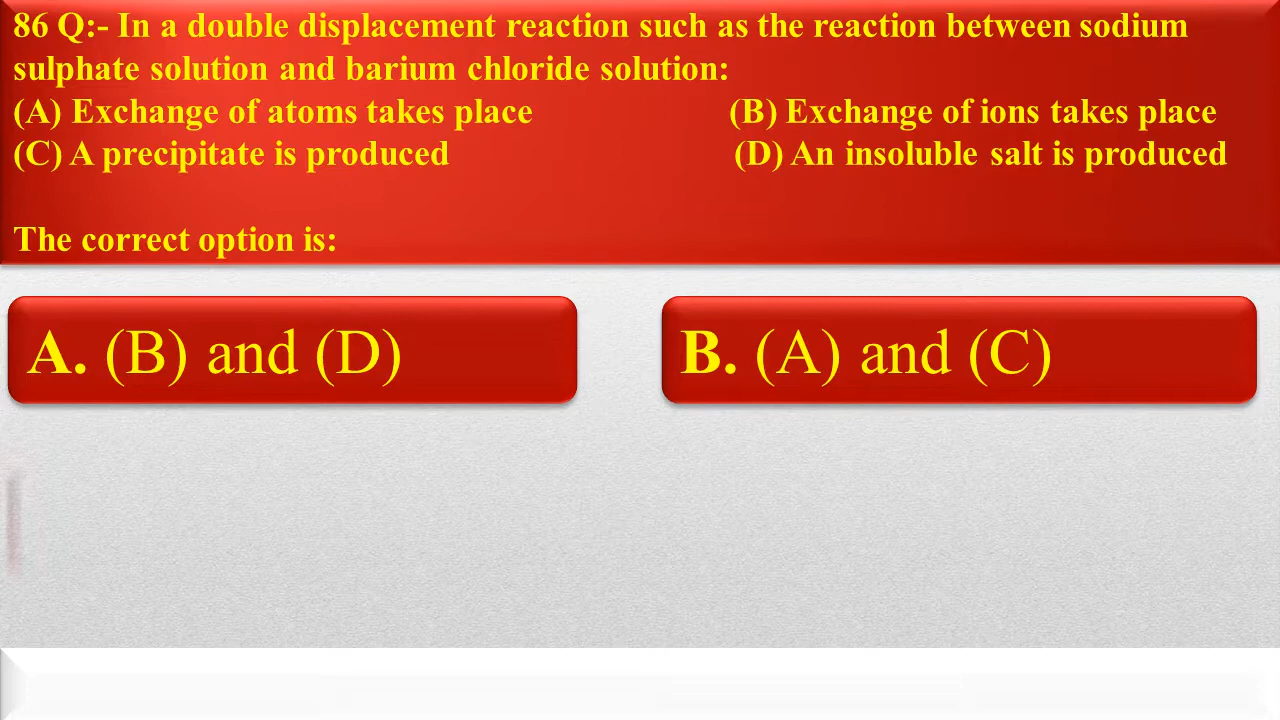 86 Q:- In a double displacement reaction such as the reaction between sodium
sulphate solution and barium chloride solution:
(A) Exchange of atoms takes place (B) Exchange of ions takes place
(C) A precipitate is produced (D) An insoluble salt is produced
The correct option is:
A. (B) and (D)
B. (A) and (C)